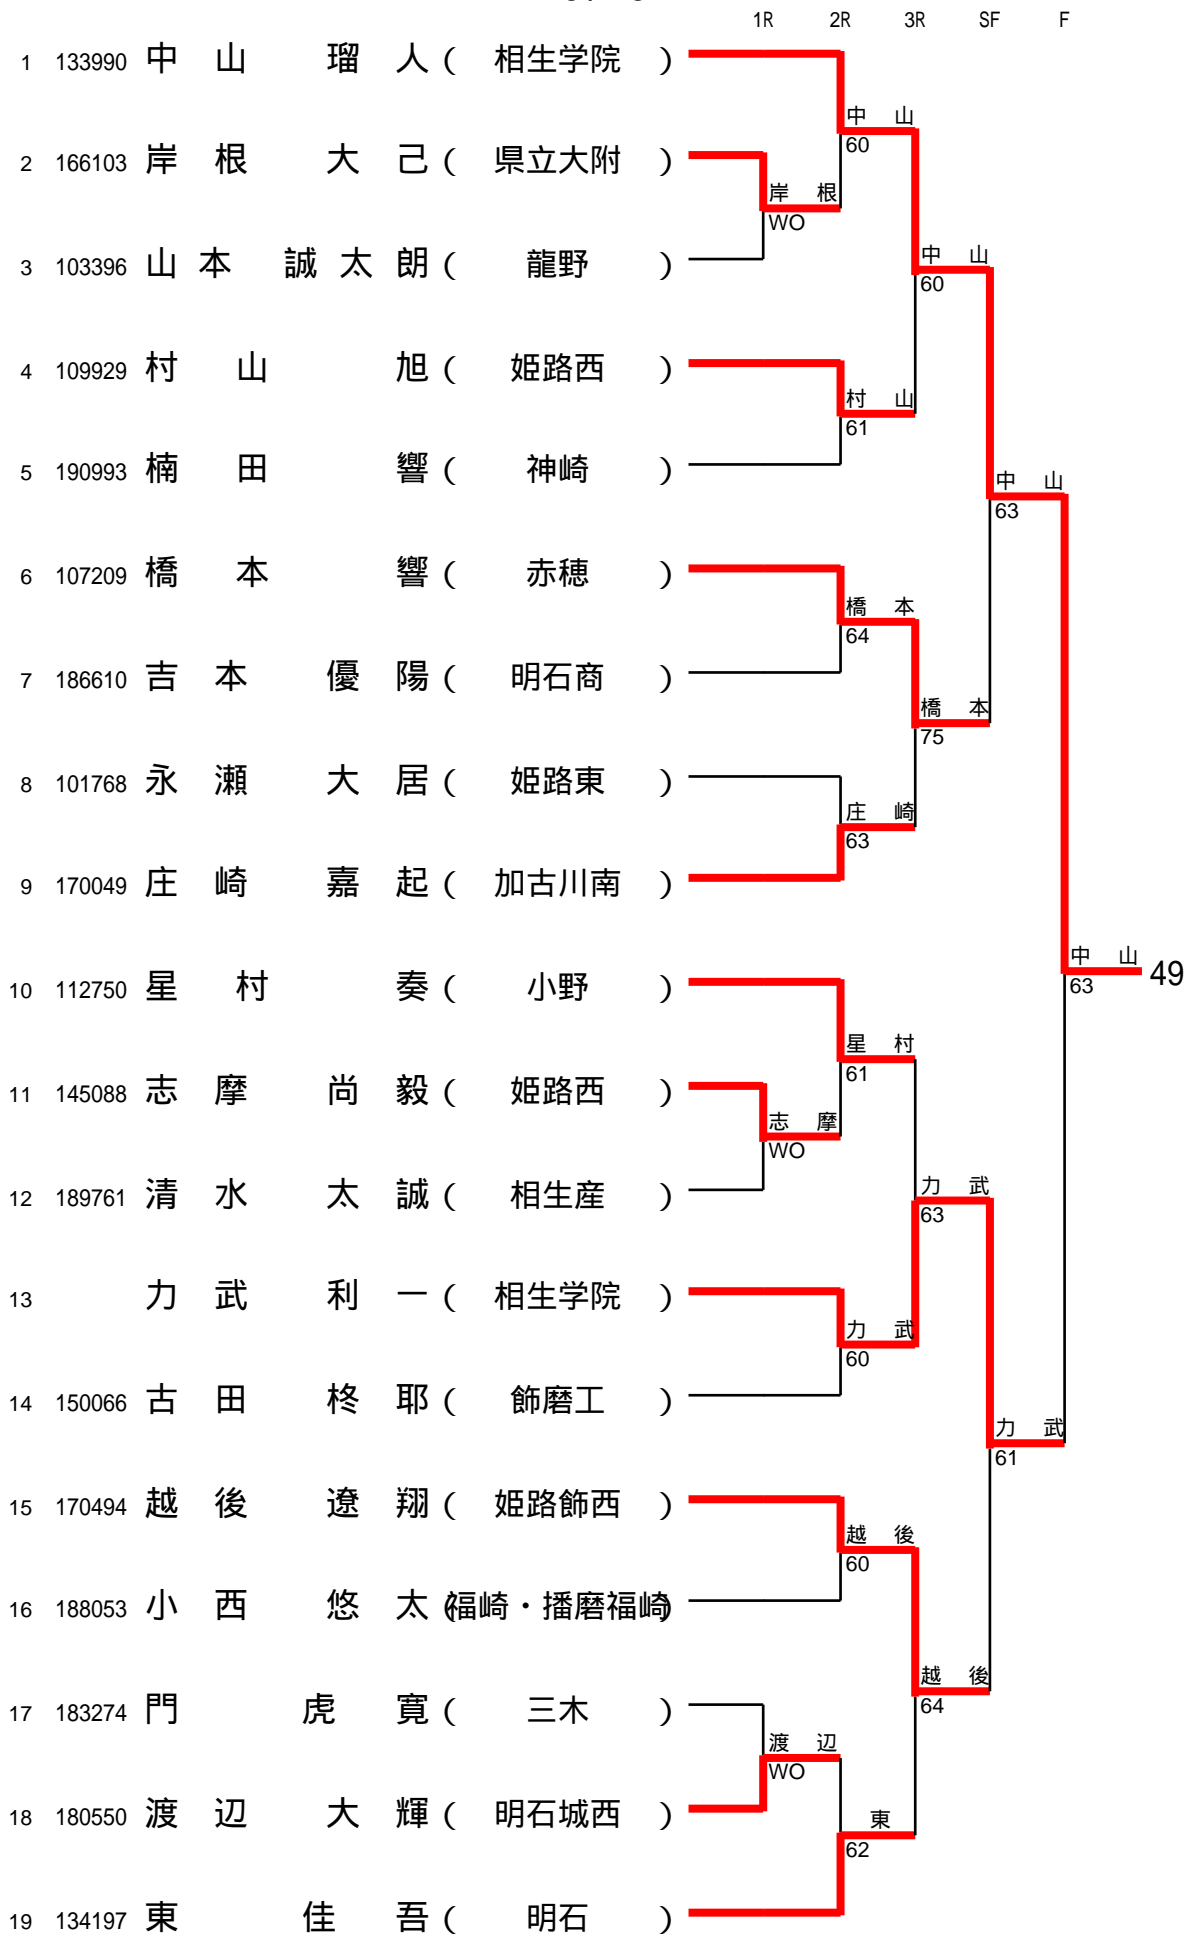 1R 2R 3R SF F
1 133990 中山 瑠人 ( 相生学院 )
中山
60
2 166103 岸根 大己 ( 県立大附 )
岸根
WO
3 103396 山本 誠太朗 ( 龍野 )
中山
60
4 109929 村山 旭 ( 姫路西 )
村山
61
5 190993 楠田 響 ( 神崎 )
中山
63
6 107209 橋本 響 ( 赤穂 )
橋本
64
7 186610 吉本 優陽 ( 明石商 )
橋本
75
8 101768 永瀬 大居 ( 姫路東 )
庄崎
63
9 170049 庄崎 嘉起 ( 加古川南 )
中山
63
49
10 112750 星村 奏 ( 小野 )
星村
61
11 145088 志摩 尚毅 ( 姫路西 )
志摩
WO
12 189761 清水 太誠 ( 相生産 )
力武
63
13 力武 利一 ( 相生学院 )
力武
60
14 150066 古田 柊耶 ( 飾磨工 )
力武
61
15 170494 越後 遼翔 ( 姫路飾西 )
越後
60
16 188053 小西 悠太 ( 福崎・播磨福崎 )
越後
64
17 183274 門 虎寛 ( 三木 )
渡辺
WO
18 180550 渡辺 大輝 ( 明石城西 )
東
62
19 134197 東 佳吾 ( 明石 )